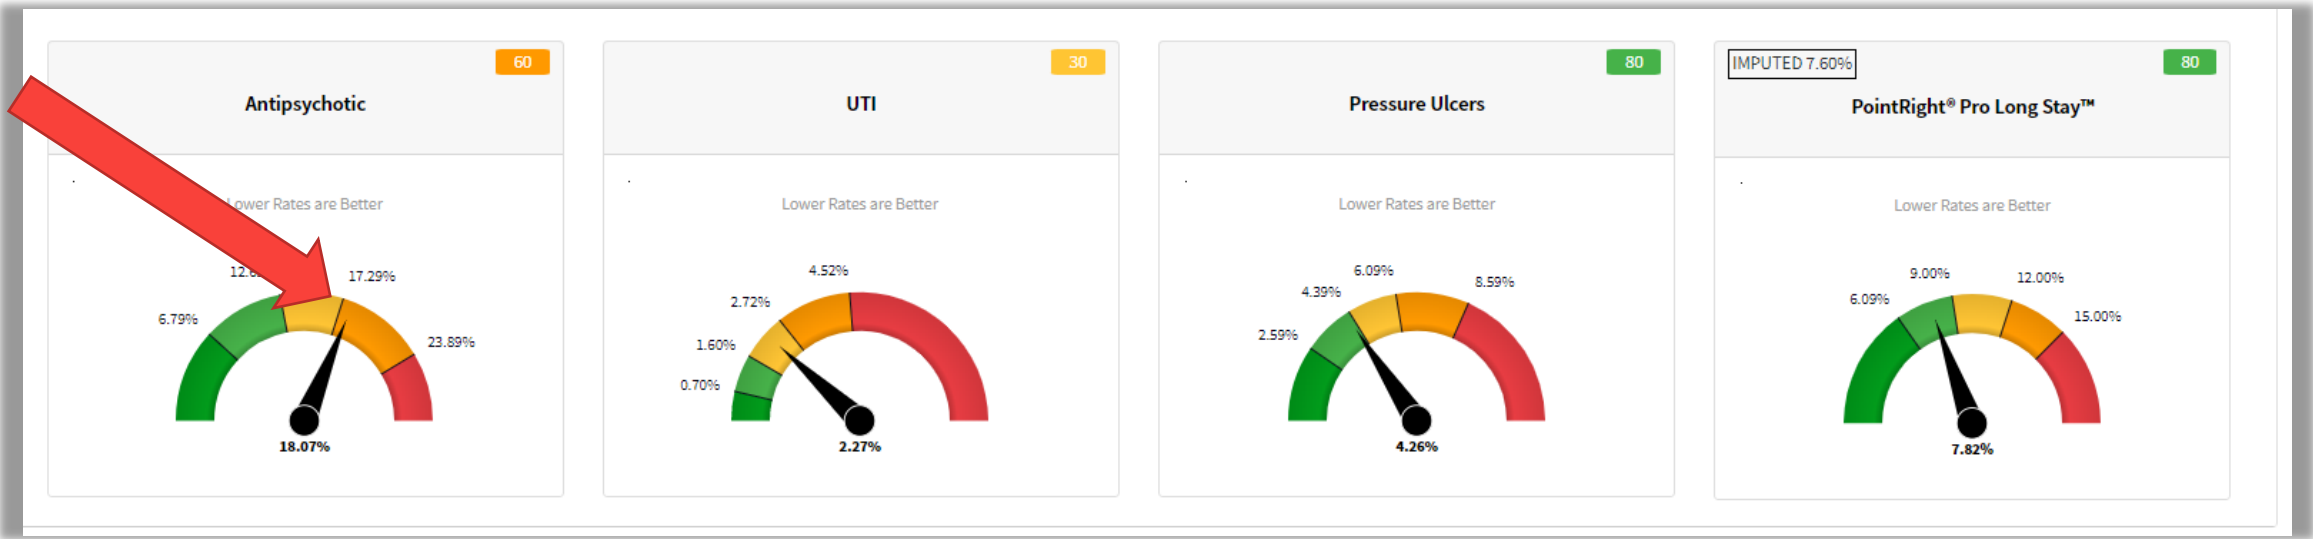 60
Antipsychotic
Lower Rates are Better
17.29%
6.79%
23.89%
18.07%
30
UTI
Lower Rates are Better
4.52%
2.72%
1.60%
0.70%
2.27%
80
Pressure Ulcers
Lower Rates are Better
6.09%
8.59%
4.39%
2.59%
4.26%
IMPUTED 7.60%
80
PointRight® Pro Long Stay™
Lower Rates are Better
9.00%
12.00%
6.09%
15.00%
7.82%